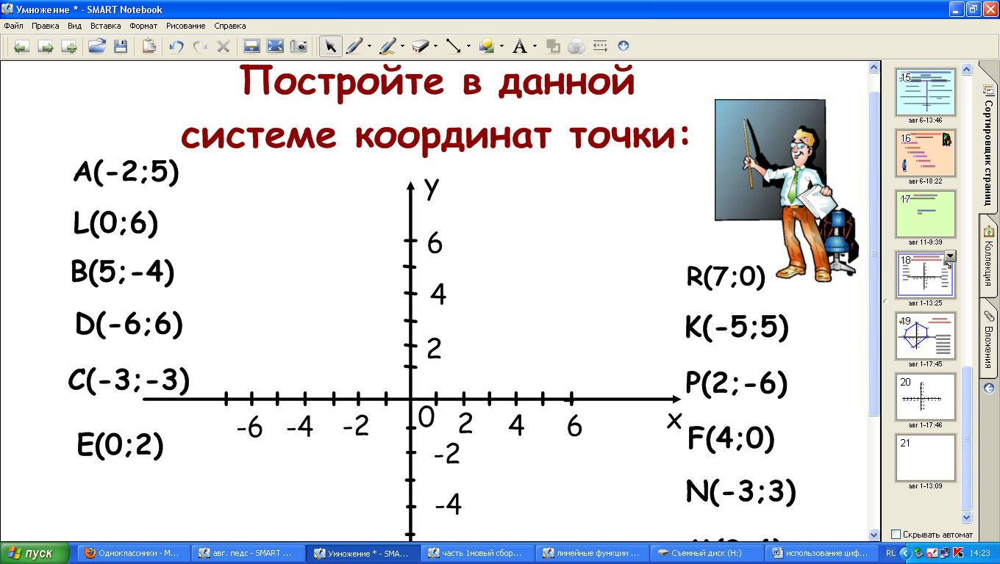 Умножение * - SMART Notebook
Файл Правка Вид Вставка Формат Рисование Справка
Постройте в данной
системе координат точки:
A(-2;5)
L(0;6)
B(5;-4)
D(-6;6)
C(-3;-3)
E(0;2)
y
6
4
2
-6 -4 -2 0 2 4 6 x
-2
-4
R(7;0)
K(-5;5)
P(2;-6)
F(4;0)
N(-3;3)
15
авг 6-13:46
16
авг 6-18:22
17
авг 11-9:39
18
авг 1-13:25
19
авг 1-17:45
20
авг 1-17:46
21
авг 1-13:09
Сортировщик страниц
Коллекция
Вложения
Скрывать автомат
пуск
Одноклассники - M...
авг. педс - SMART ...
Умножение * - SMA...
часть 1новый сбор...
линейные функции ...
Съемный диск (H:)
использование циф...
RL
14:23